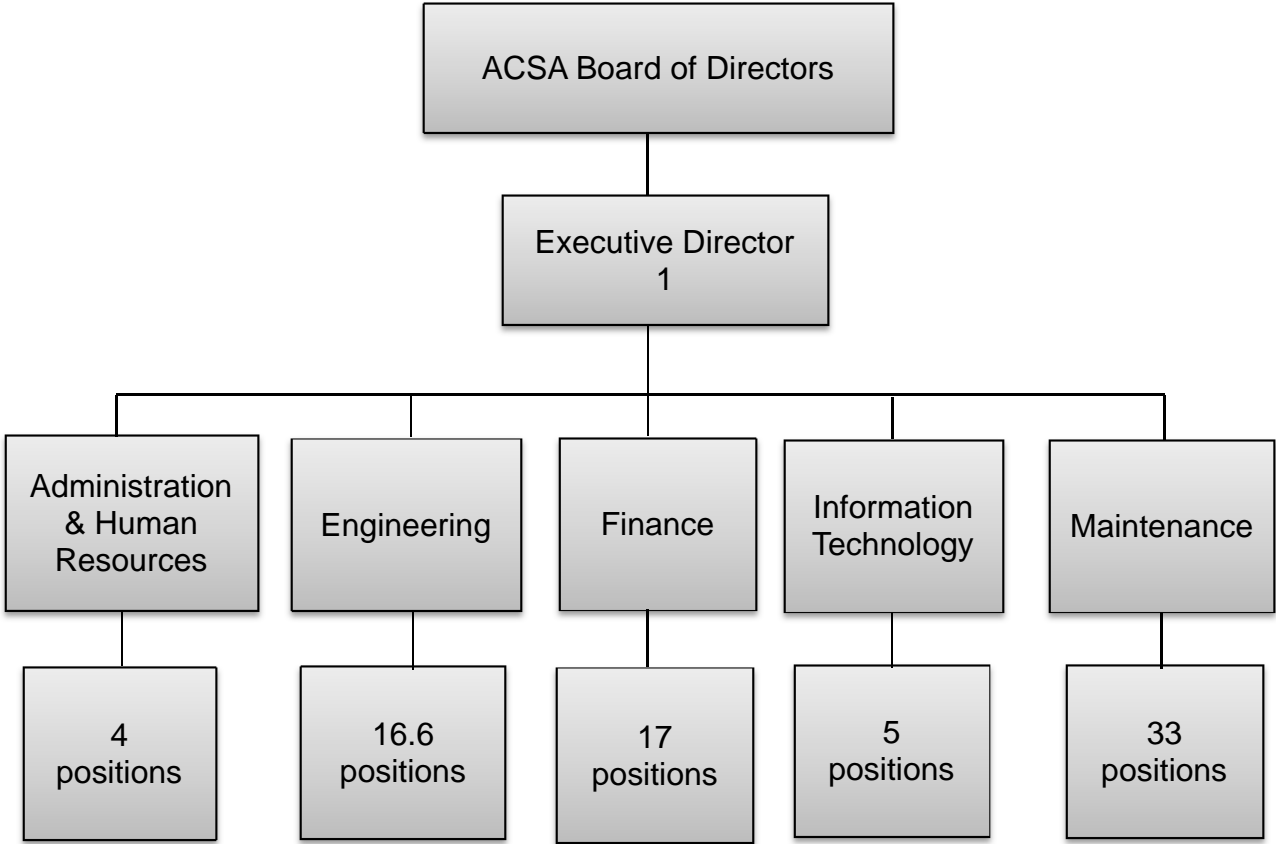 ACSA Board of Directors
Executive Director
1
Administration
& Human
Resources
Engineering
Finance
Information
Technology
Maintenance
4
positions
16.6
positions
17
positions
5
positions
33
positions